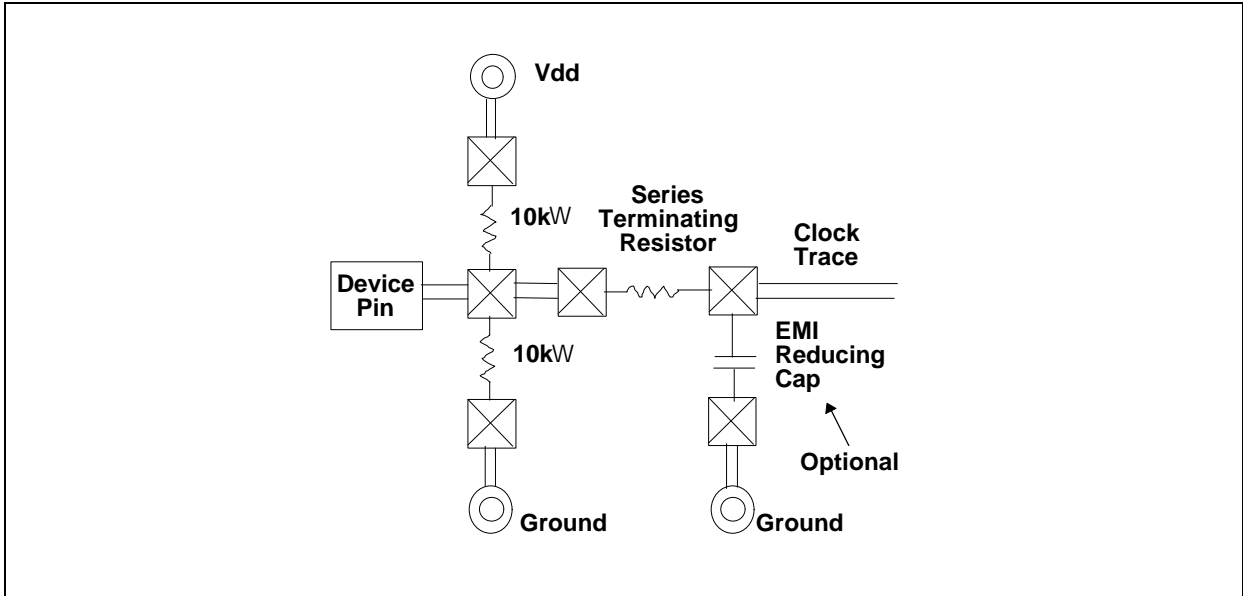 Vdd
10kW
Series
Terminating
Resistor
Clock
Trace
Device
Pin
10kW
EMI
Reducing
Cap
Optional
Ground
Ground